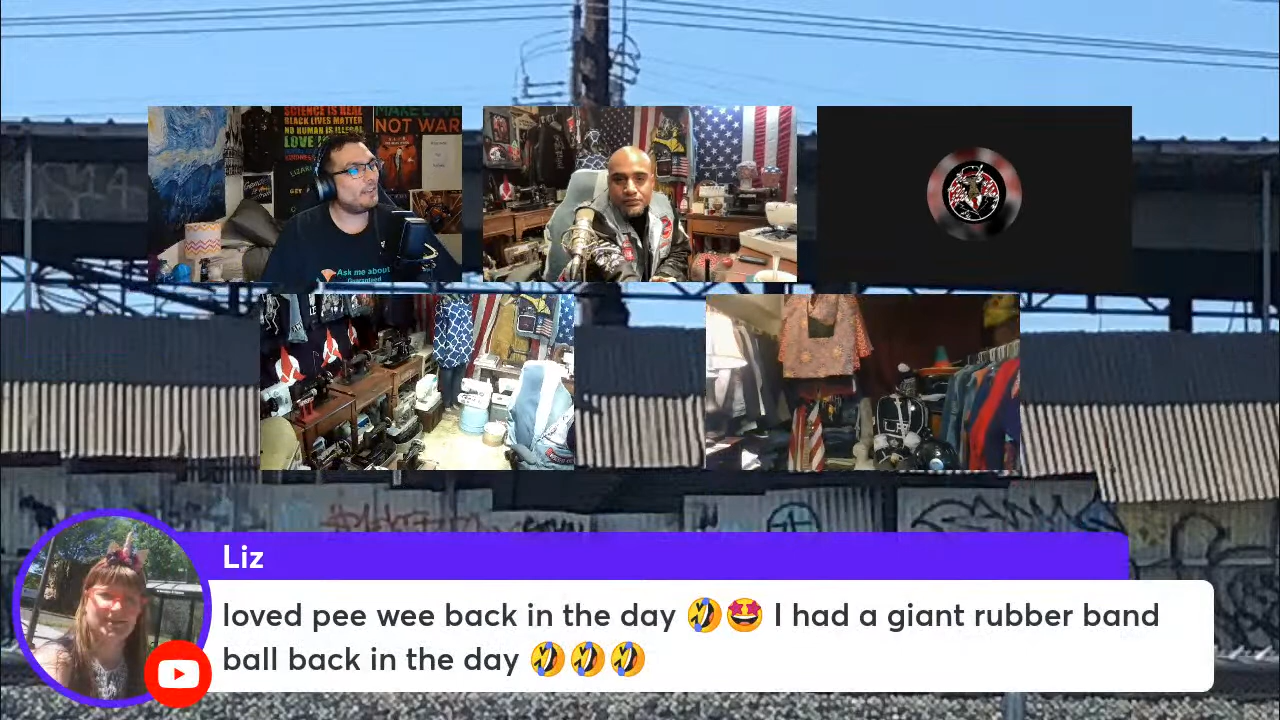 SCIENCE IS REAL
BLACK LIVES MATTER
NO HUMAN IS ILLEGAL
LOVE
NOT WAR
Ask me about
Liz
loved pee wee back in the day 🤣🤩 I had a giant rubber band
ball back in the day 🤣🤣🤣